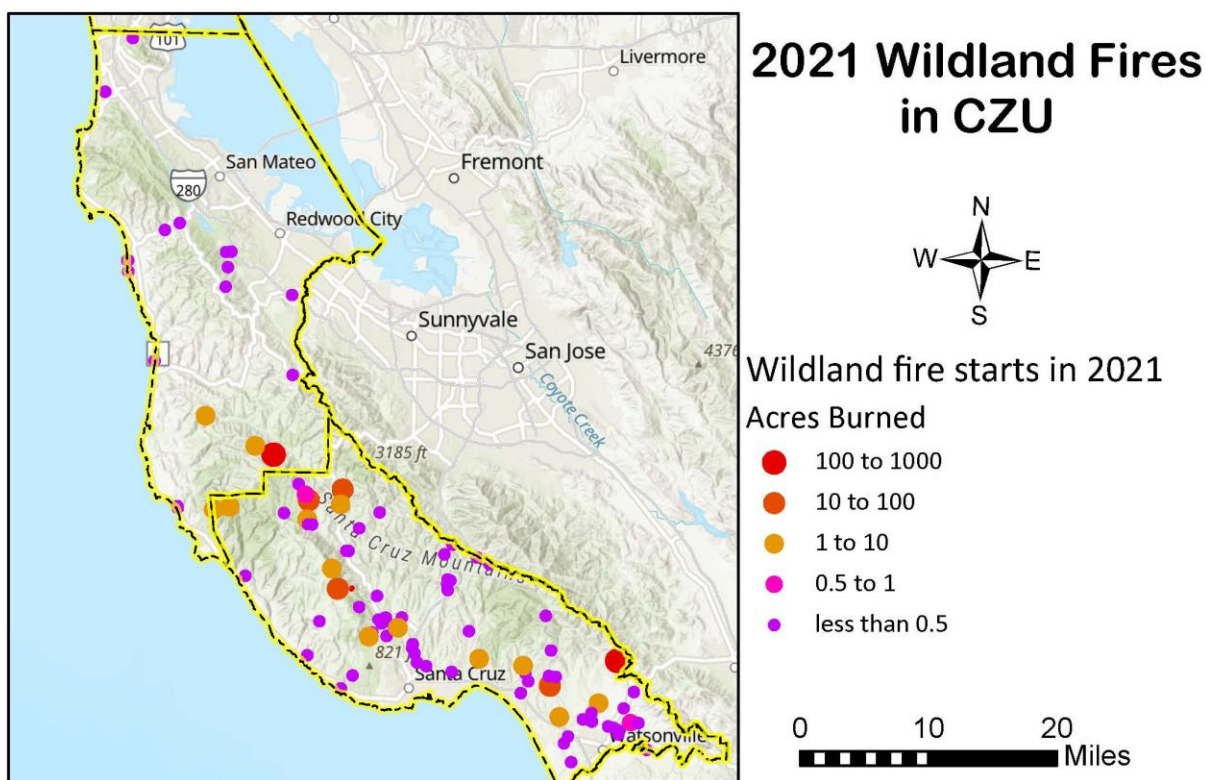 2021 Wildland Fires
in CZU
N
W
E
S
Wildland fire starts in 2021
Acres Burned
100 to 1000
10 to 100
1 to 10
0.5 to 1
less than 0.5
0
10
20
Miles
101
Livermore
San Mateo
Fremont
280
Redwood City
Sunnyvale
San Jose
4376
Coyote Creek
3185 ft
Santa Cruz Mountains
821
Santa Cruz
Watsonville